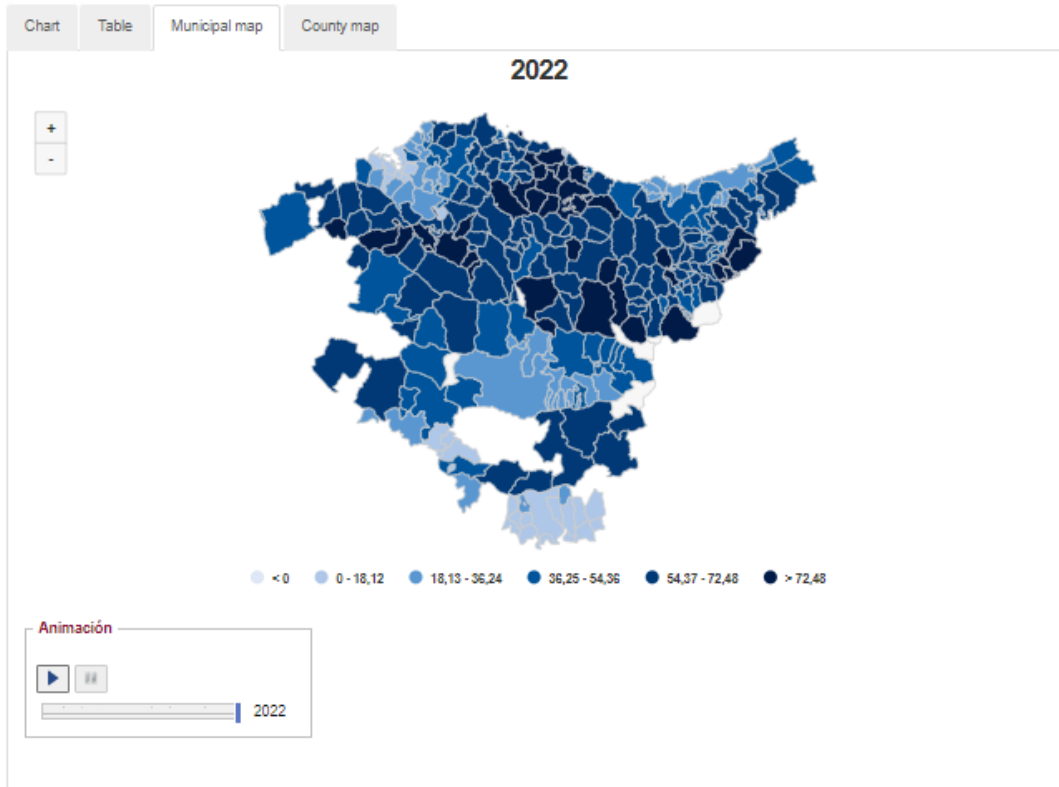 Chart Table Municipal map County map
2022
+
-
< 0 0 - 18,12 18,13 - 36,24 36,25 - 54,36 54,37 - 72,48 > 72,48
Animación
2022